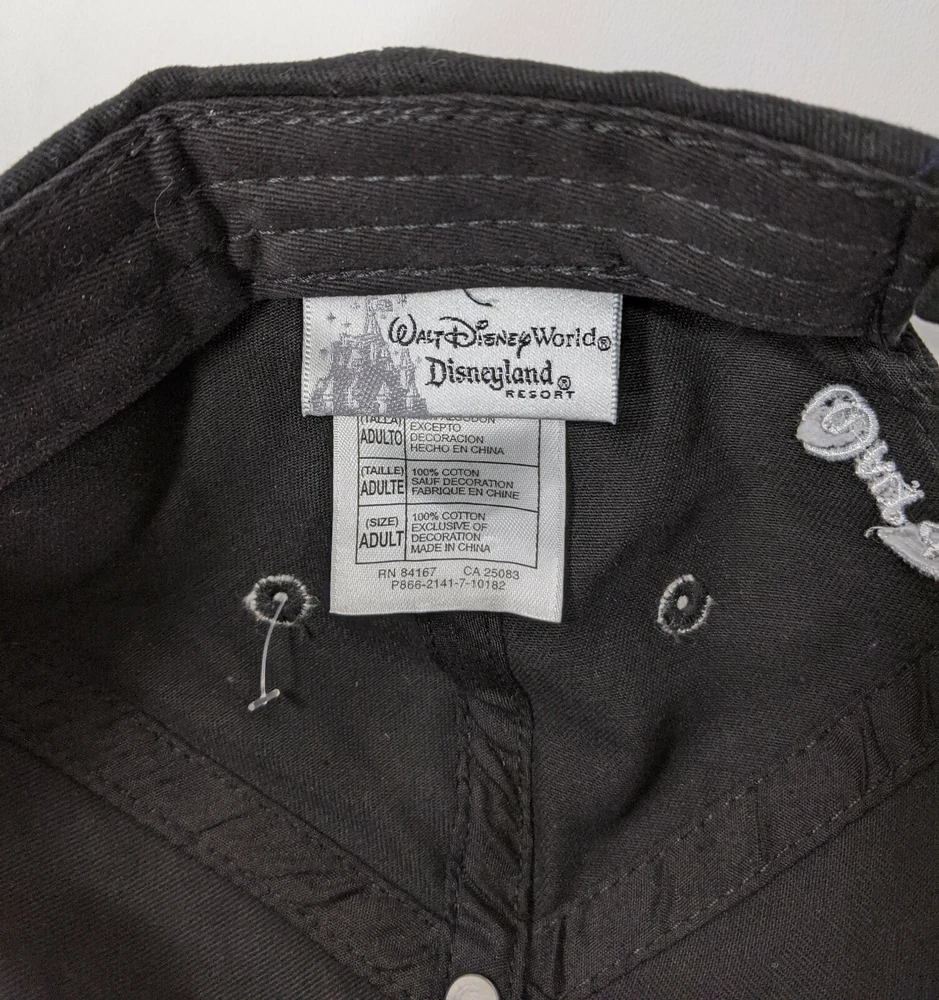 WALT DISNEY World®
Disneyland®
RESORT
(TALLA)
ADULTO
EXCEPTO
DECORACION
HECHO EN CHINA
(TAILLE)
ADULTE
100% COTON
SAUF DECORATION
FABRIQUE EN CHINE
(SIZE)
ADULT
100% COTTON
EXCLUSIVE OF
DECORATION
MADE IN CHINA
RN 84167 CA 25083
P866-2141-7-10182